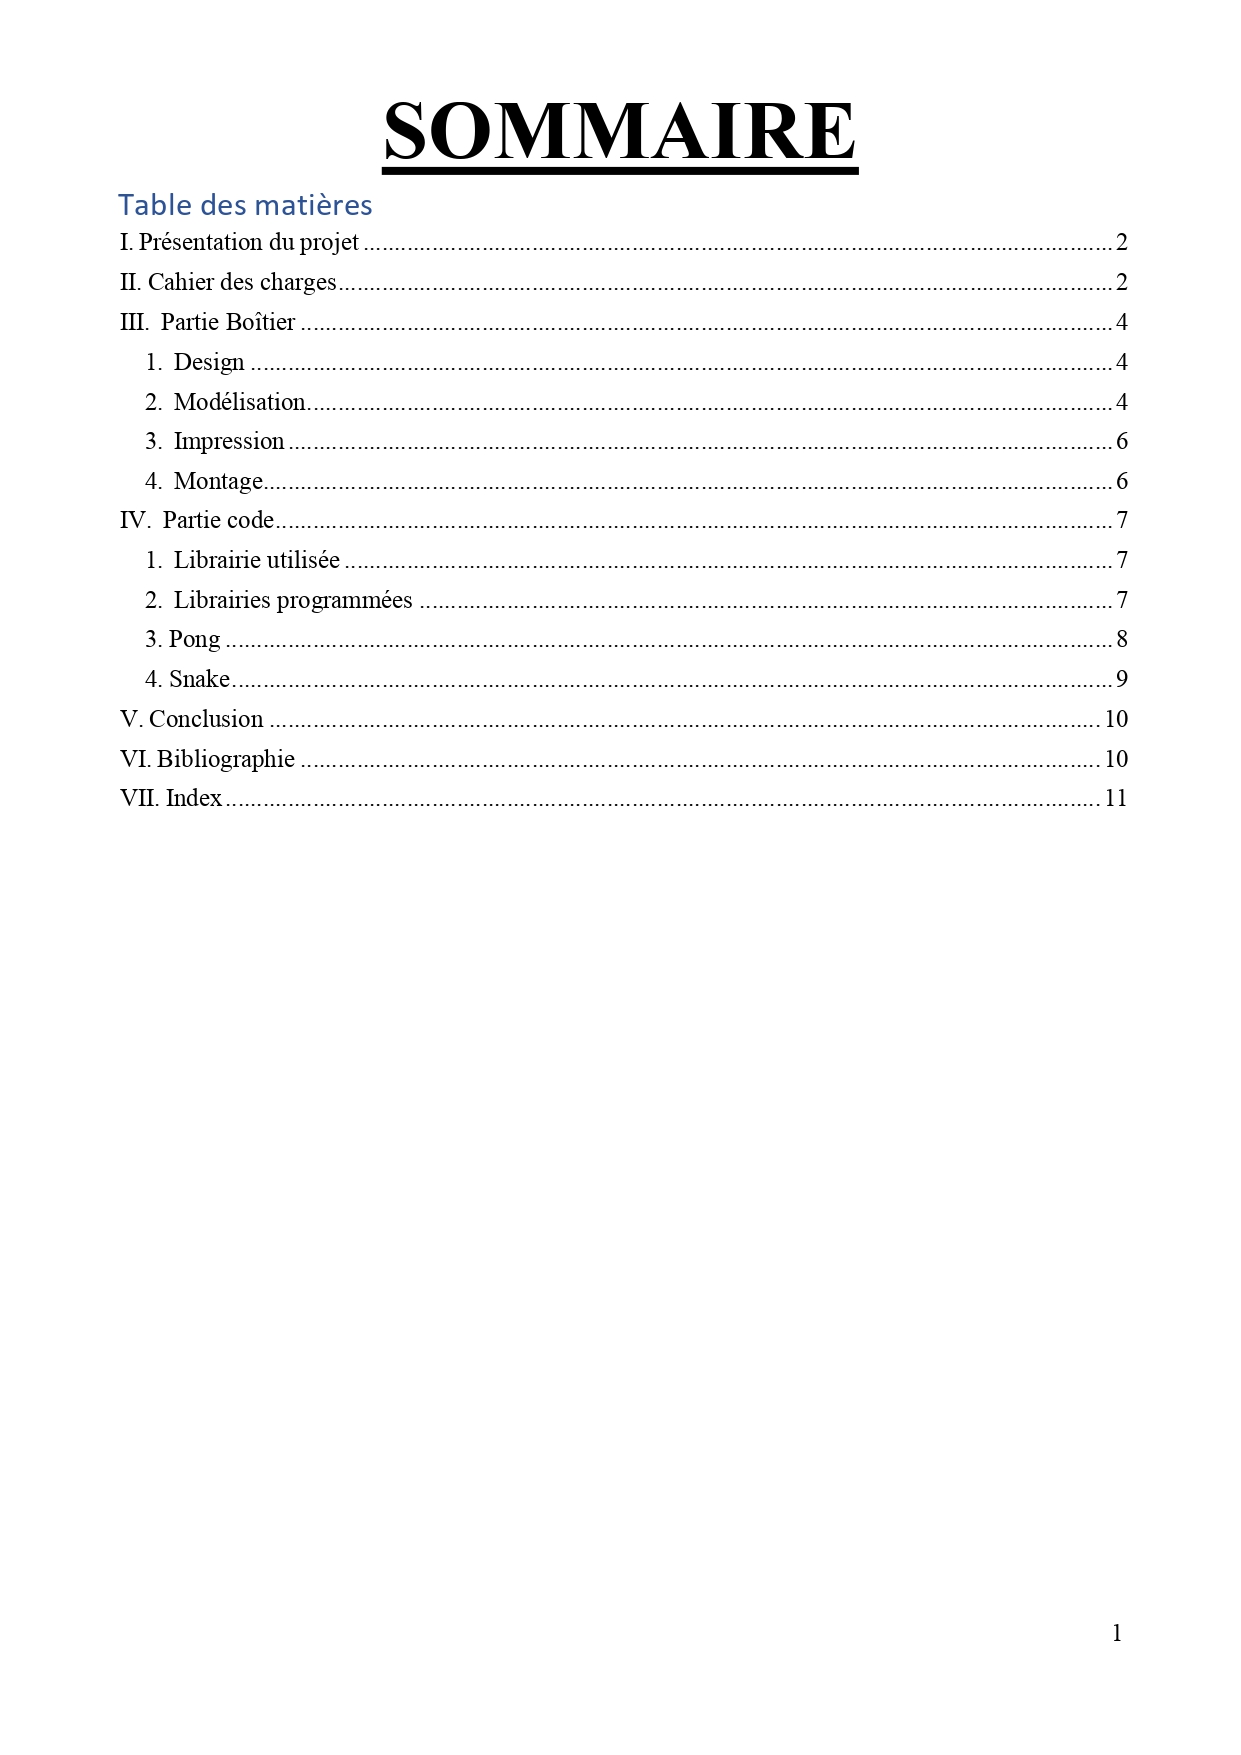 SOMMAIRE
Table des matières
I. Présentation du projet ........ 2
II. Cahier des charges ........ 2
III.  Partie Boîtier ........ 4
1.  Design ........ 4
2.  Modélisation ........ 4
3.  Impression ........ 6
4.  Montage ........ 6
IV.  Partie code ........ 7
1.  Librairie utilisée ........ 7
2.  Librairies programmées ........ 7
3. Pong ........ 8
4. Snake ........ 9
V. Conclusion ........ 10
VI. Bibliographie ........ 10
VII. Index ........ 11
1